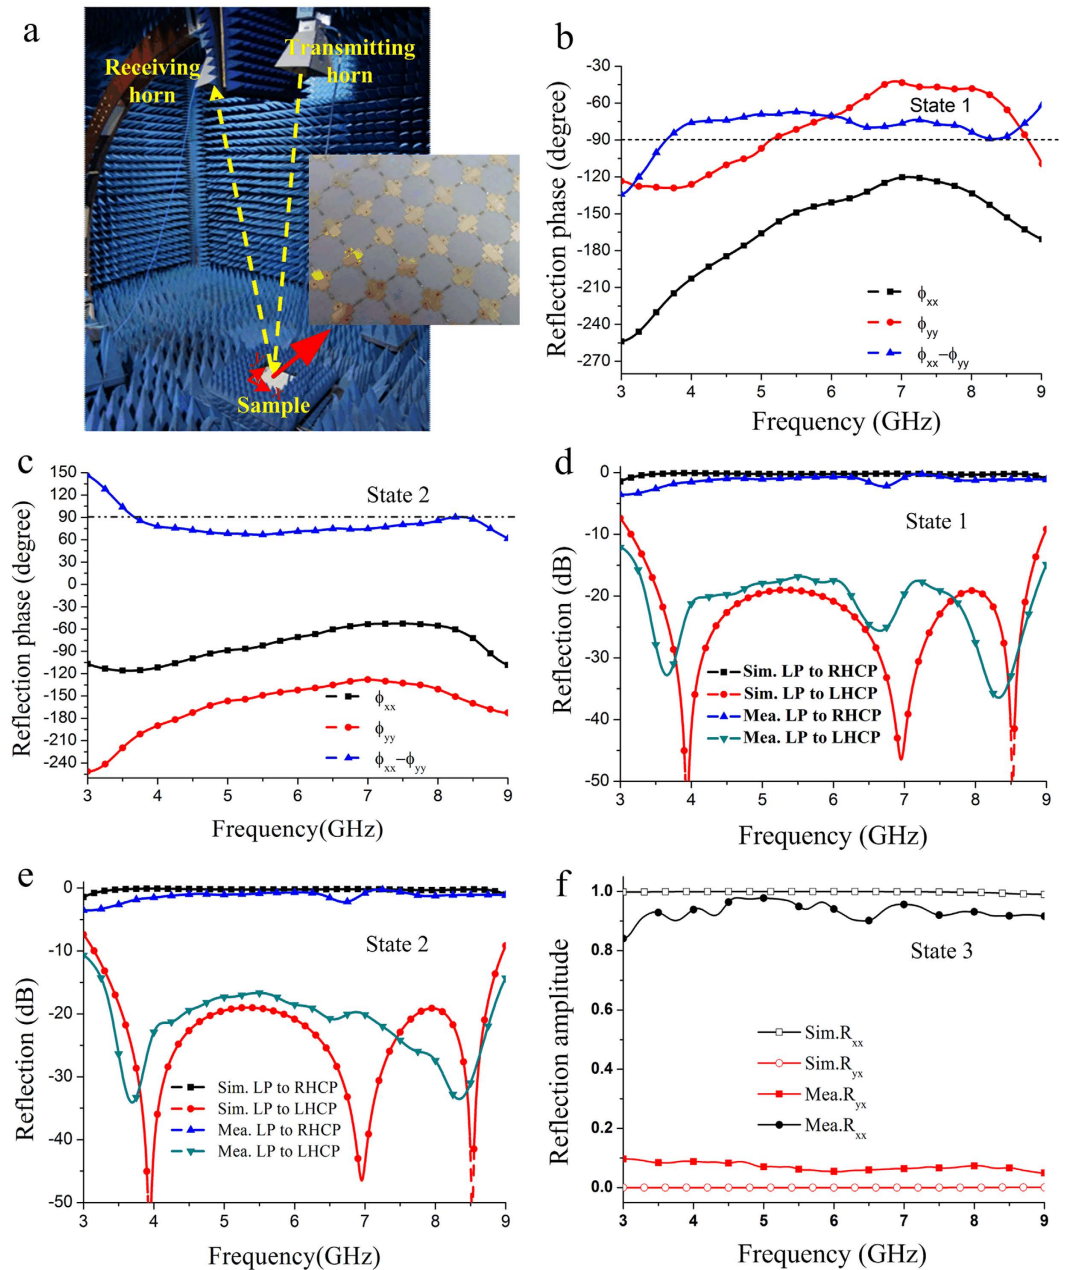 a
Receiving
horn
Transmitting
horn
Sample
b
Reflection phase (degree)
-30
-60
-90
-120
-150
-180
-210
-240
-270
State 1
ϕxx
ϕyy
ϕxx−ϕyy
3 4 5 6 7 8 9
Frequency (GHz)
c
Reflection phase (degree)
150
120
90
60
30
0
-30
-60
-90
-120
-150
-180
-210
-240
State 2
ϕxx
ϕyy
ϕxx−ϕyy
3 4 5 6 7 8 9
Frequency(GHz)
d
Reflection (dB)
0
-10
-20
-30
-40
-50
State 1
Sim. LP to RHCP
Sim. LP to LHCP
Mea. LP to RHCP
Mea. LP to LHCP
3 4 5 6 7 8 9
Frequency (GHz)
e
Reflection (dB)
0
-10
-20
-30
-40
-50
State 2
Sim. LP to RHCP
Sim. LP to LHCP
Mea. LP to RHCP
Mea. LP to LHCP
3 4 5 6 7 8 9
Frequency(GHz)
f
Reflection amplitude
1.0
0.8
0.6
0.4
0.2
0.0
State 3
Sim.Rxx
Sim.Ryx
Mea.Ryx
Mea.Rxx
3 4 5 6 7 8 9
Frequency (GHz)